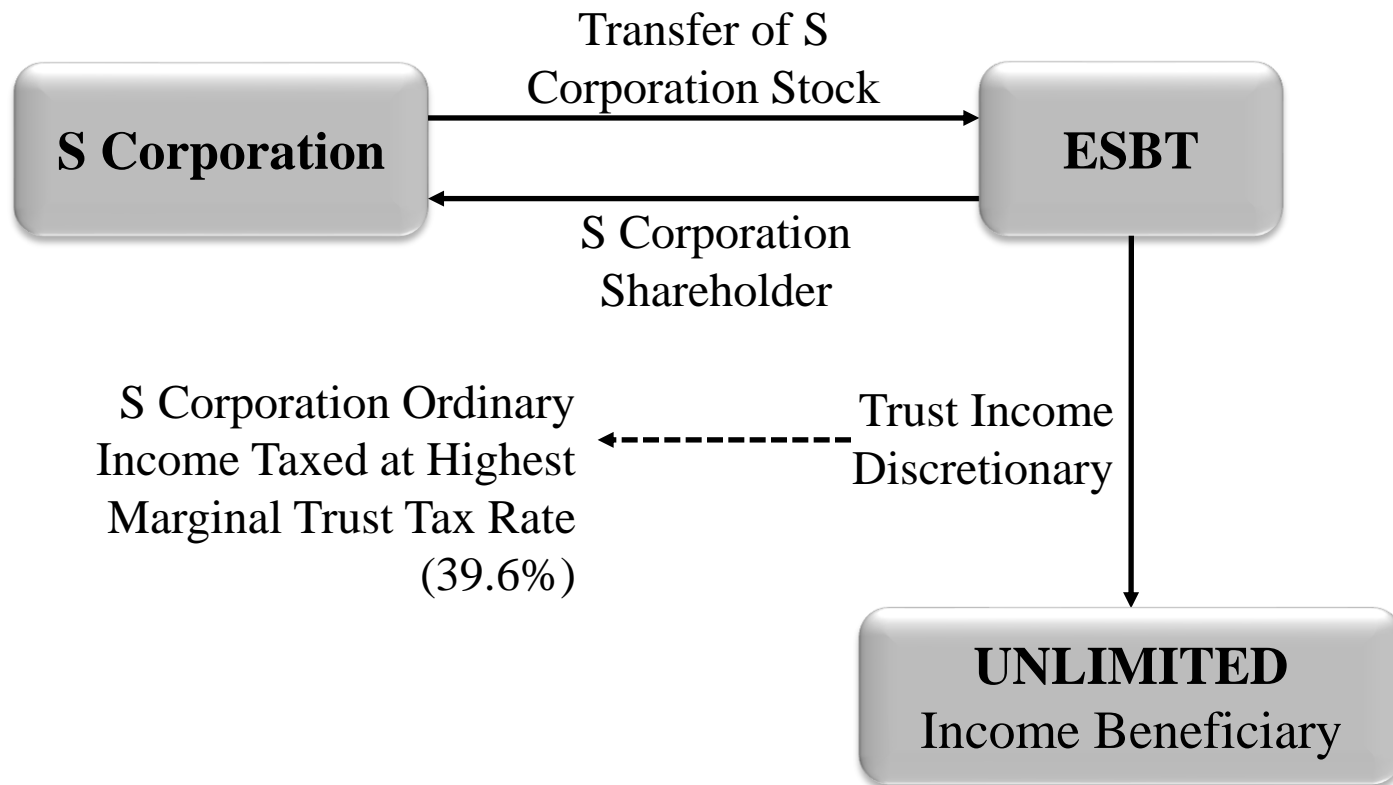 Transfer of S
Corporation Stock
S Corporation
ESBT
S Corporation
Shareholder
S Corporation Ordinary
Income Taxed at Highest
Marginal Trust Tax Rate
(39.6%)
Trust Income
Discretionary
UNLIMITED
Income Beneficiary